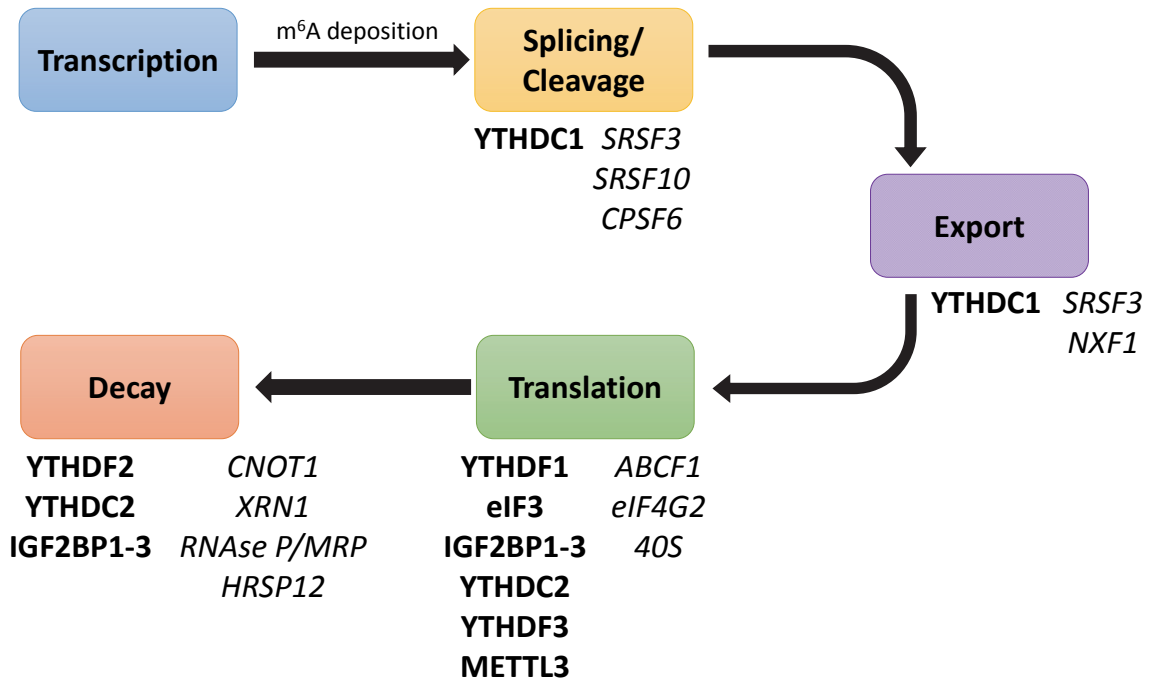 Transcription
m⁶A deposition
Splicing/
Cleavage
YTHDC1 SRSF3
SRSF10
CPSF6
Export
YTHDC1 SRSF3
NXF1
Decay
YTHDF2 CNOT1
YTHDC2 XRN1
IGF2BP1-3 RNAse P/MRP
HRSP12
Translation
YTHDF1 ABCF1
eIF3 eIF4G2
IGF2BP1-3 40S
YTHDC2
YTHDF3
METTL3